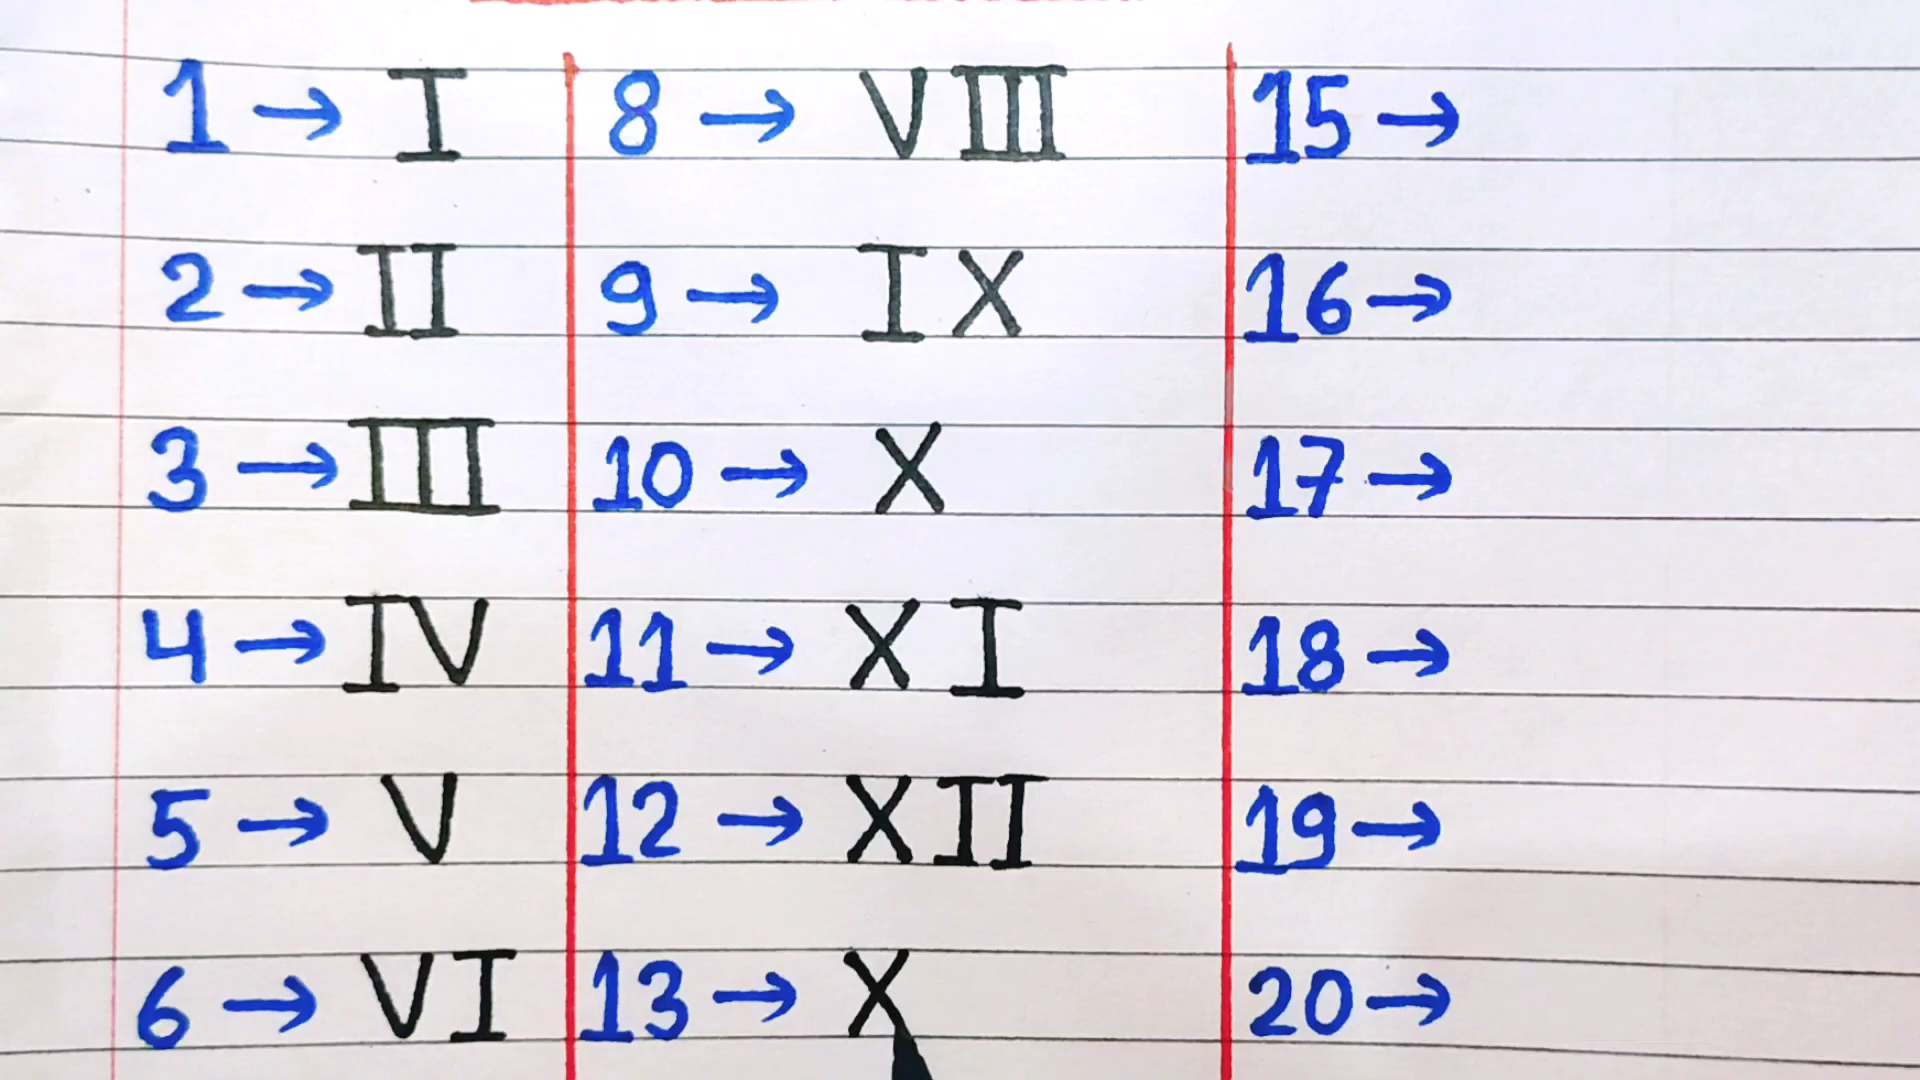 1 → I
2 → II
3 → III
4 → IV
5 → V
6 → VI
8 → VIII
9 → IX
10 → X
11 → XI
12 → XII
13 → X
15 →
16 →
17 →
18 →
19 →
20 →